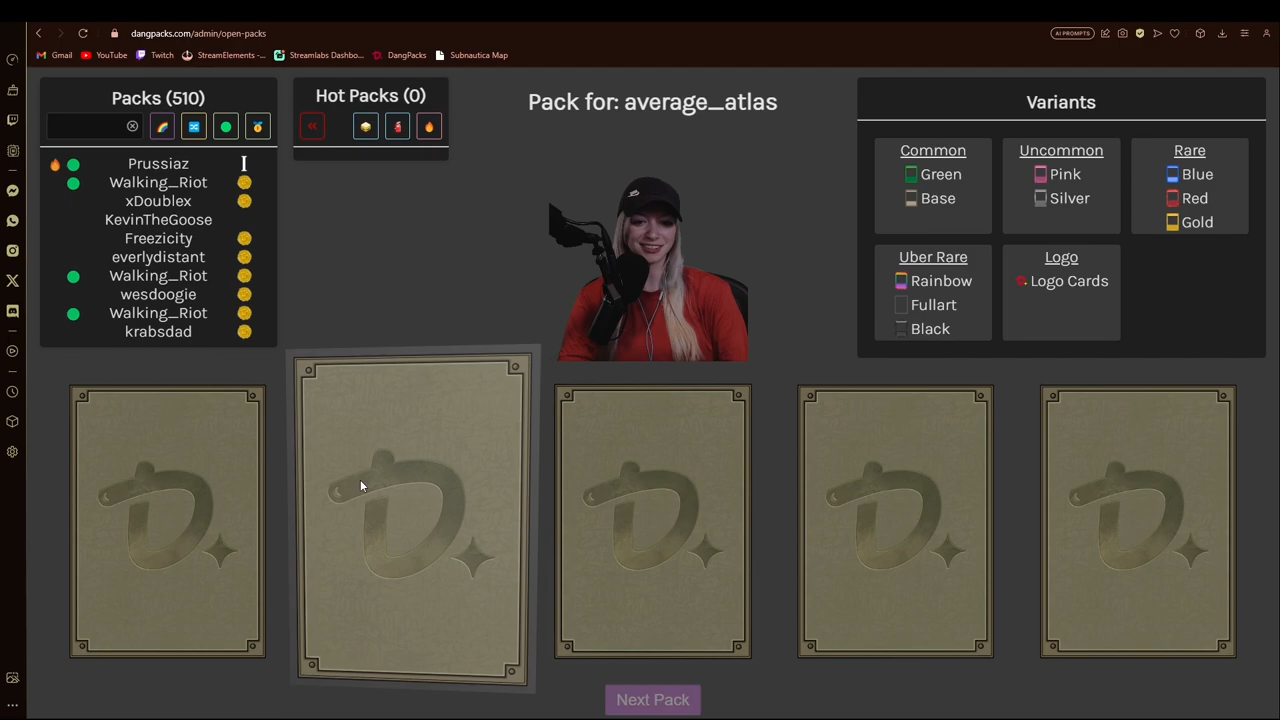 dangpacks.com/admin/open-packs
AI PROMPTS
Gmail
YouTube
Twitch
StreamElements -...
Streamlabs Dashbo...
DangPacks
Subnautica Map
Packs (510)
Prussiaz
Walking_Riot
xDoublex
KevinTheGoose
Freezicity
everlydistant
Walking_Riot
wesdoogie
Walking_Riot
krabsdad
Hot Packs (0)
Pack for: average_atlas
Variants
Common
Green
Base
Uncommon
Pink
Silver
Rare
Blue
Red
Gold
Uber Rare
Rainbow
Fullart
Black
Logo
Logo Cards
Next Pack